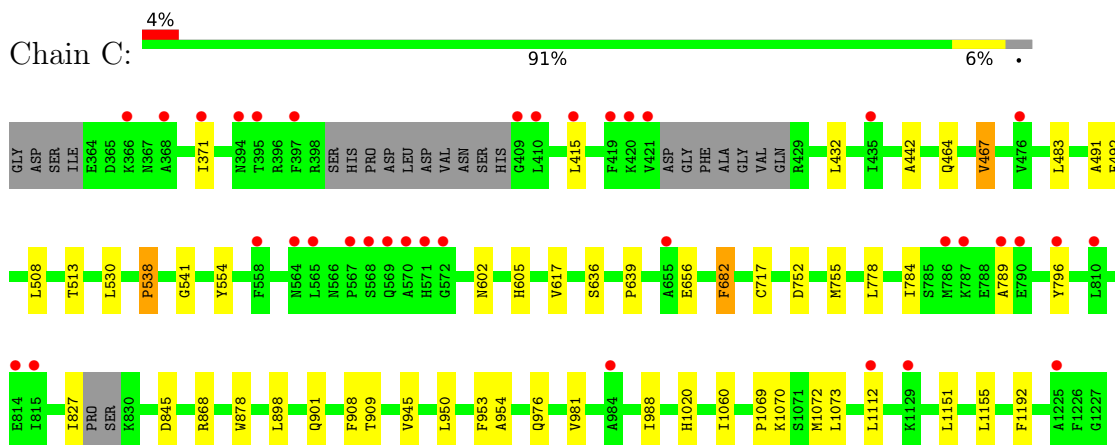 4%
Chain C:
91% 6% •
GLY ASP SER ILE E364 D365 K366 N367 A368 I371 N394 T395 R396 F397 R398 SER HIS PRO ASP LEU ASP VAL ASN SER HIS G409 L410 L415 F419 K420 V421 ASP GLY PHE ALA GLY VAL GLN R429 L432 I435 A442 Q464 V467 V476 L483 A491
L508 T513 L530 P538 G541 Y554 F558 N564 L565 N566 P567 S568 Q569 A570 H571 G572 N602 H605 V617 S636 P639 A655 E656 F682 C717 D752 M755 L778 I784 S785 M786 K787 E788 A789 E790 Y796 L810
E814 I815 I827 PRO SER K830 D845 R868 W878 L898 Q901 F908 T909 V945 L950 F953 A954 Q976 V981 A984 I988 H1020 I1060 P1069 K1070 S1071 M1072 L1073 L1112 K1129 L1151 L1155 F1192 A1225 F1226 G1227